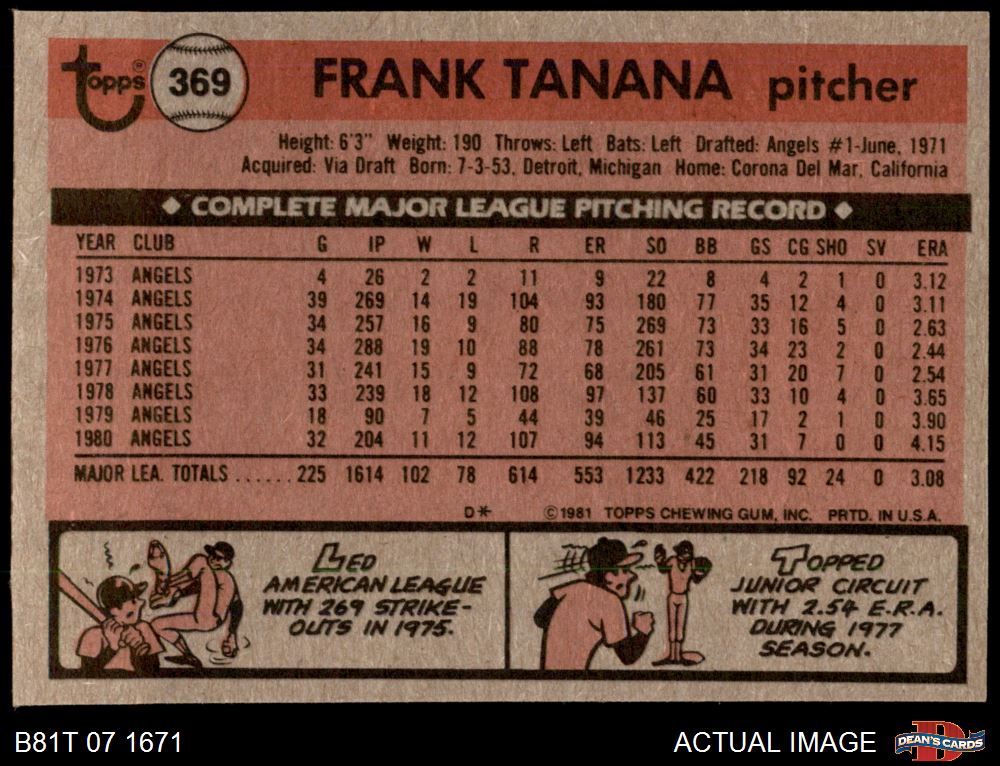 topps® 369 FRANK TANANA pitcher
Height: 6'3" Weight: 190 Throws: Left Bats: Left Drafted: Angels #1-June, 1971
Acquired: Via Draft Born: 7-3-53, Detroit, Michigan Home: Corona Del Mar, California
◆ COMPLETE MAJOR LEAGUE PITCHING RECORD ◆
YEAR CLUB G IP W L R ER SO BB GS CG SHO SV ERA
1973 ANGELS 4 26 2 2 11 9 22 8 4 2 1 0 3.12
1974 ANGELS 39 269 14 19 104 93 180 77 35 12 4 0 3.11
1975 ANGELS 34 257 16 9 80 75 269 73 33 16 5 0 2.63
1976 ANGELS 34 288 19 10 88 78 261 73 34 23 2 0 2.44
1977 ANGELS 31 241 15 9 72 68 205 61 31 20 7 0 2.54
1978 ANGELS 33 239 18 12 108 97 137 60 33 10 4 0 3.65
1979 ANGELS 18 90 7 5 44 39 46 25 17 2 1 0 3.90
1980 ANGELS 32 204 11 12 107 94 113 45 31 7 0 0 4.15
MAJOR LEA. TOTALS ...... 225 1614 102 78 614 553 1233 422 218 92 24 0 3.08
D* ©1981 TOPPS CHEWING GUM, INC. PRTD. IN U.S.A.
LED
AMERICAN LEAGUE
WITH 269 STRIKE-
OUTS IN 1975.
TOPPED
JUNIOR CIRCUIT
WITH 2.54 E.R.A.
DURING 1977
SEASON.
B81T 07 1671 ACTUAL IMAGE DEAN'S CARDS